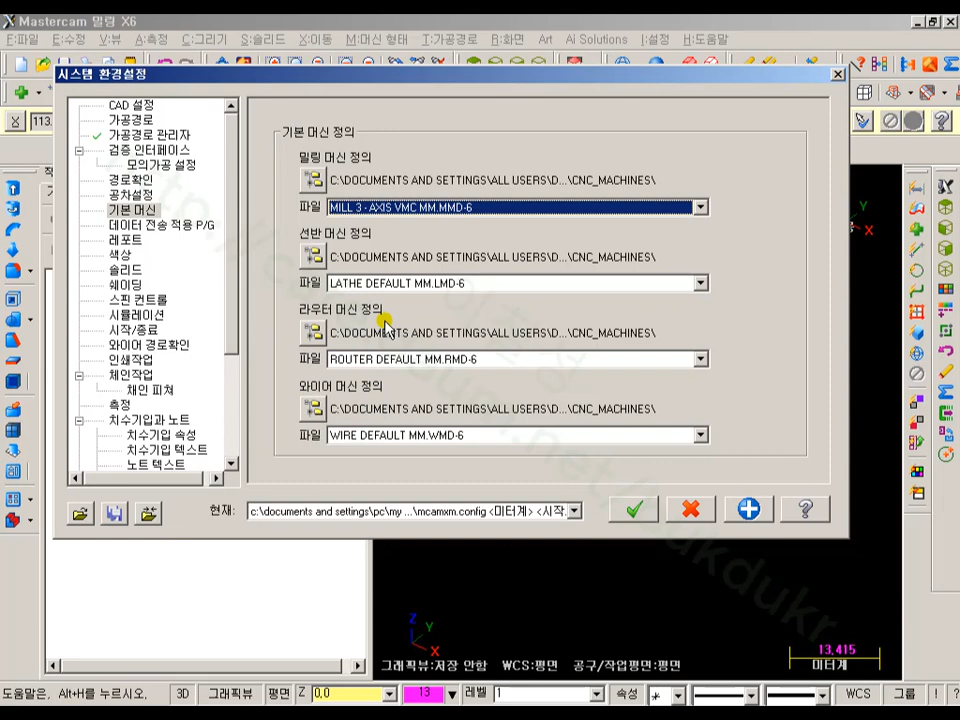 Mastercam 밀링 X6
F:파일 E:수정 V:뷰 A:측정 C:그리기 S:솔리드 X:이동 M:머신 형태 T:가공경로 R:화면 Art Ai Solutions I:설정 H:도움말
시스템 환경설정
113.
CAD 설정
가공경로
가공경로 관리자
검증 인터페이스
모의가공 설정
경로확인
공차설정
기본 머신
데이터 전송 적용 P/G
레포트
색상
솔리드
쉐이딩
스핀 컨트롤
시뮬레이션
시작/종료
와이어 경로확인
인쇄작업
체인작업
채인 피쳐
측정
치수기입과 노트
치수기입 속성
치수기입 텍스트
노트 텍스트
기본 머신 정의
밀링 머신 정의
C:\DOCUMENTS AND SETTINGS\ALL USERS\D...\CNC_MACHINES\
파일 MILL 3 - AXIS VMC MM.MMD-6
선반 머신 정의
C:\DOCUMENTS AND SETTINGS\ALL USERS\D...\CNC_MACHINES\
파일 LATHE DEFAULT MM.LMD-6
라우터 머신 정의
C:\DOCUMENTS AND SETTINGS\ALL USERS\D...\CNC_MACHINES\
파일 ROUTER DEFAULT MM.RMD-6
와이어 머신 정의
C:\DOCUMENTS AND SETTINGS\ALL USERS\D...\CNC_MACHINES\
파일 WIRE DEFAULT MM.WMD-6
현재: c:\documents and settings\pc\my ...\mcamxm.config <미터계> <시작.
Y
X
Z
Y
X
그래픽뷰:저장 안함 WCS:평면 공구/작업평면:평면
13.415
미터계
도움말은, Alt+H를 누르시오. 3D 그래픽뷰 평면 Z 0,0 13 레벨 1 속성 WCS 그룹 ! ?